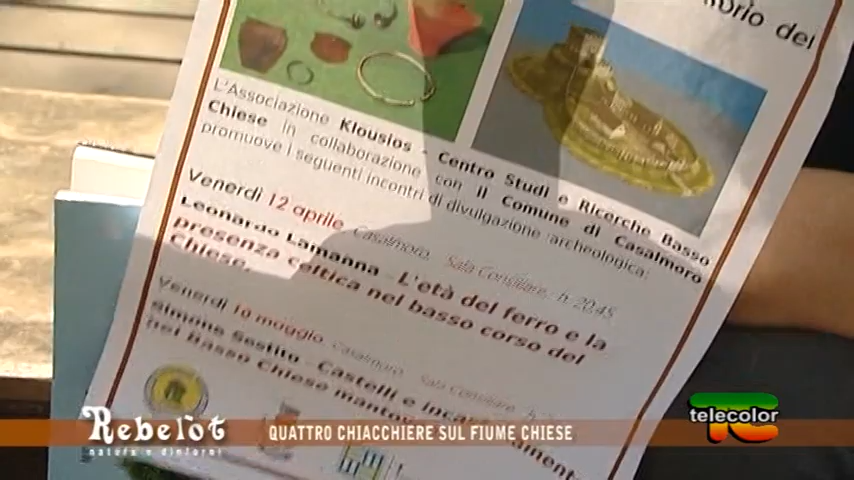 torio del
L'Associazione Klousios - Centro Studi e Ricerche Basso
Chiese in collaborazione con il Comune di Casalmoro
promuove i seguenti incontri di divulgazione archeologica:
Venerdì 12 aprile Casalmoro, Sala Consiliare, h. 20.45
Leonardo Lamanna - L'età del ferro e la
presenza celtica nel basso corso del
Chiese.
Venerdì 10 maggio Casalmoro, Sala Consiliare, h.
Simone Sestito - Castelli e
nel Basso Chiese
Rebelòt
natura e dintorni
QUATTRO CHIACCHIERE SUL FIUME CHIESE
telecolor